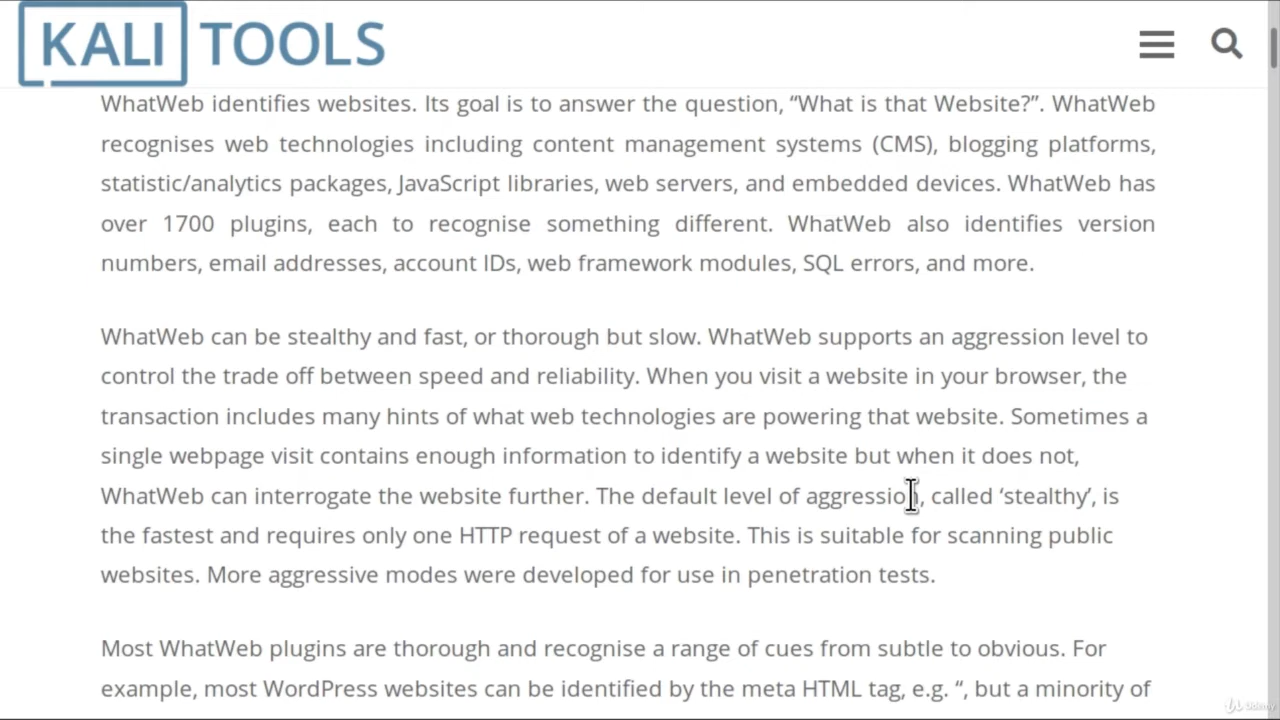 KALI TOOLS
WhatWeb identifies websites. Its goal is to answer the question, “What is that Website?”. WhatWeb
recognises web technologies including content management systems (CMS), blogging platforms,
statistic/analytics packages, JavaScript libraries, web servers, and embedded devices. WhatWeb has
over 1700 plugins, each to recognise something different. WhatWeb also identifies version
numbers, email addresses, account IDs, web framework modules, SQL errors, and more.
WhatWeb can be stealthy and fast, or thorough but slow. WhatWeb supports an aggression level to
control the trade off between speed and reliability. When you visit a website in your browser, the
transaction includes many hints of what web technologies are powering that website. Sometimes a
single webpage visit contains enough information to identify a website but when it does not,
WhatWeb can interrogate the website further. The default level of aggression, called ‘stealthy’, is
the fastest and requires only one HTTP request of a website. This is suitable for scanning public
websites. More aggressive modes were developed for use in penetration tests.
Most WhatWeb plugins are thorough and recognise a range of cues from subtle to obvious. For
example, most WordPress websites can be identified by the meta HTML tag, e.g. “, but a minority of
Udemy